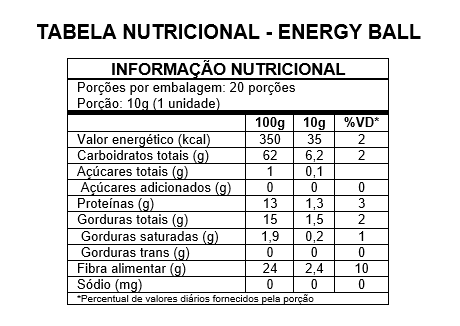 TABELA NUTRICIONAL - ENERGY BALL
INFORMAÇÃO NUTRICIONAL
Porções por embalagem: 20 porções
Porção: 10g (1 unidade)
100g 10g %VD*
Valor energético (kcal) 350 35 2
Carboidratos totais (g) 62 6,2 2
Açúcares totais (g) 1 0,1
Açúcares adicionados (g) 0 0 0
Proteínas (g) 13 1,3 3
Gorduras totais (g) 15 1,5 2
Gorduras saturadas (g) 1,9 0,2 1
Gorduras trans (g) 0 0 0
Fibra alimentar (g) 24 2,4 10
Sódio (mg) 0 0 0
*Percentual de valores diários fornecidos pela porção